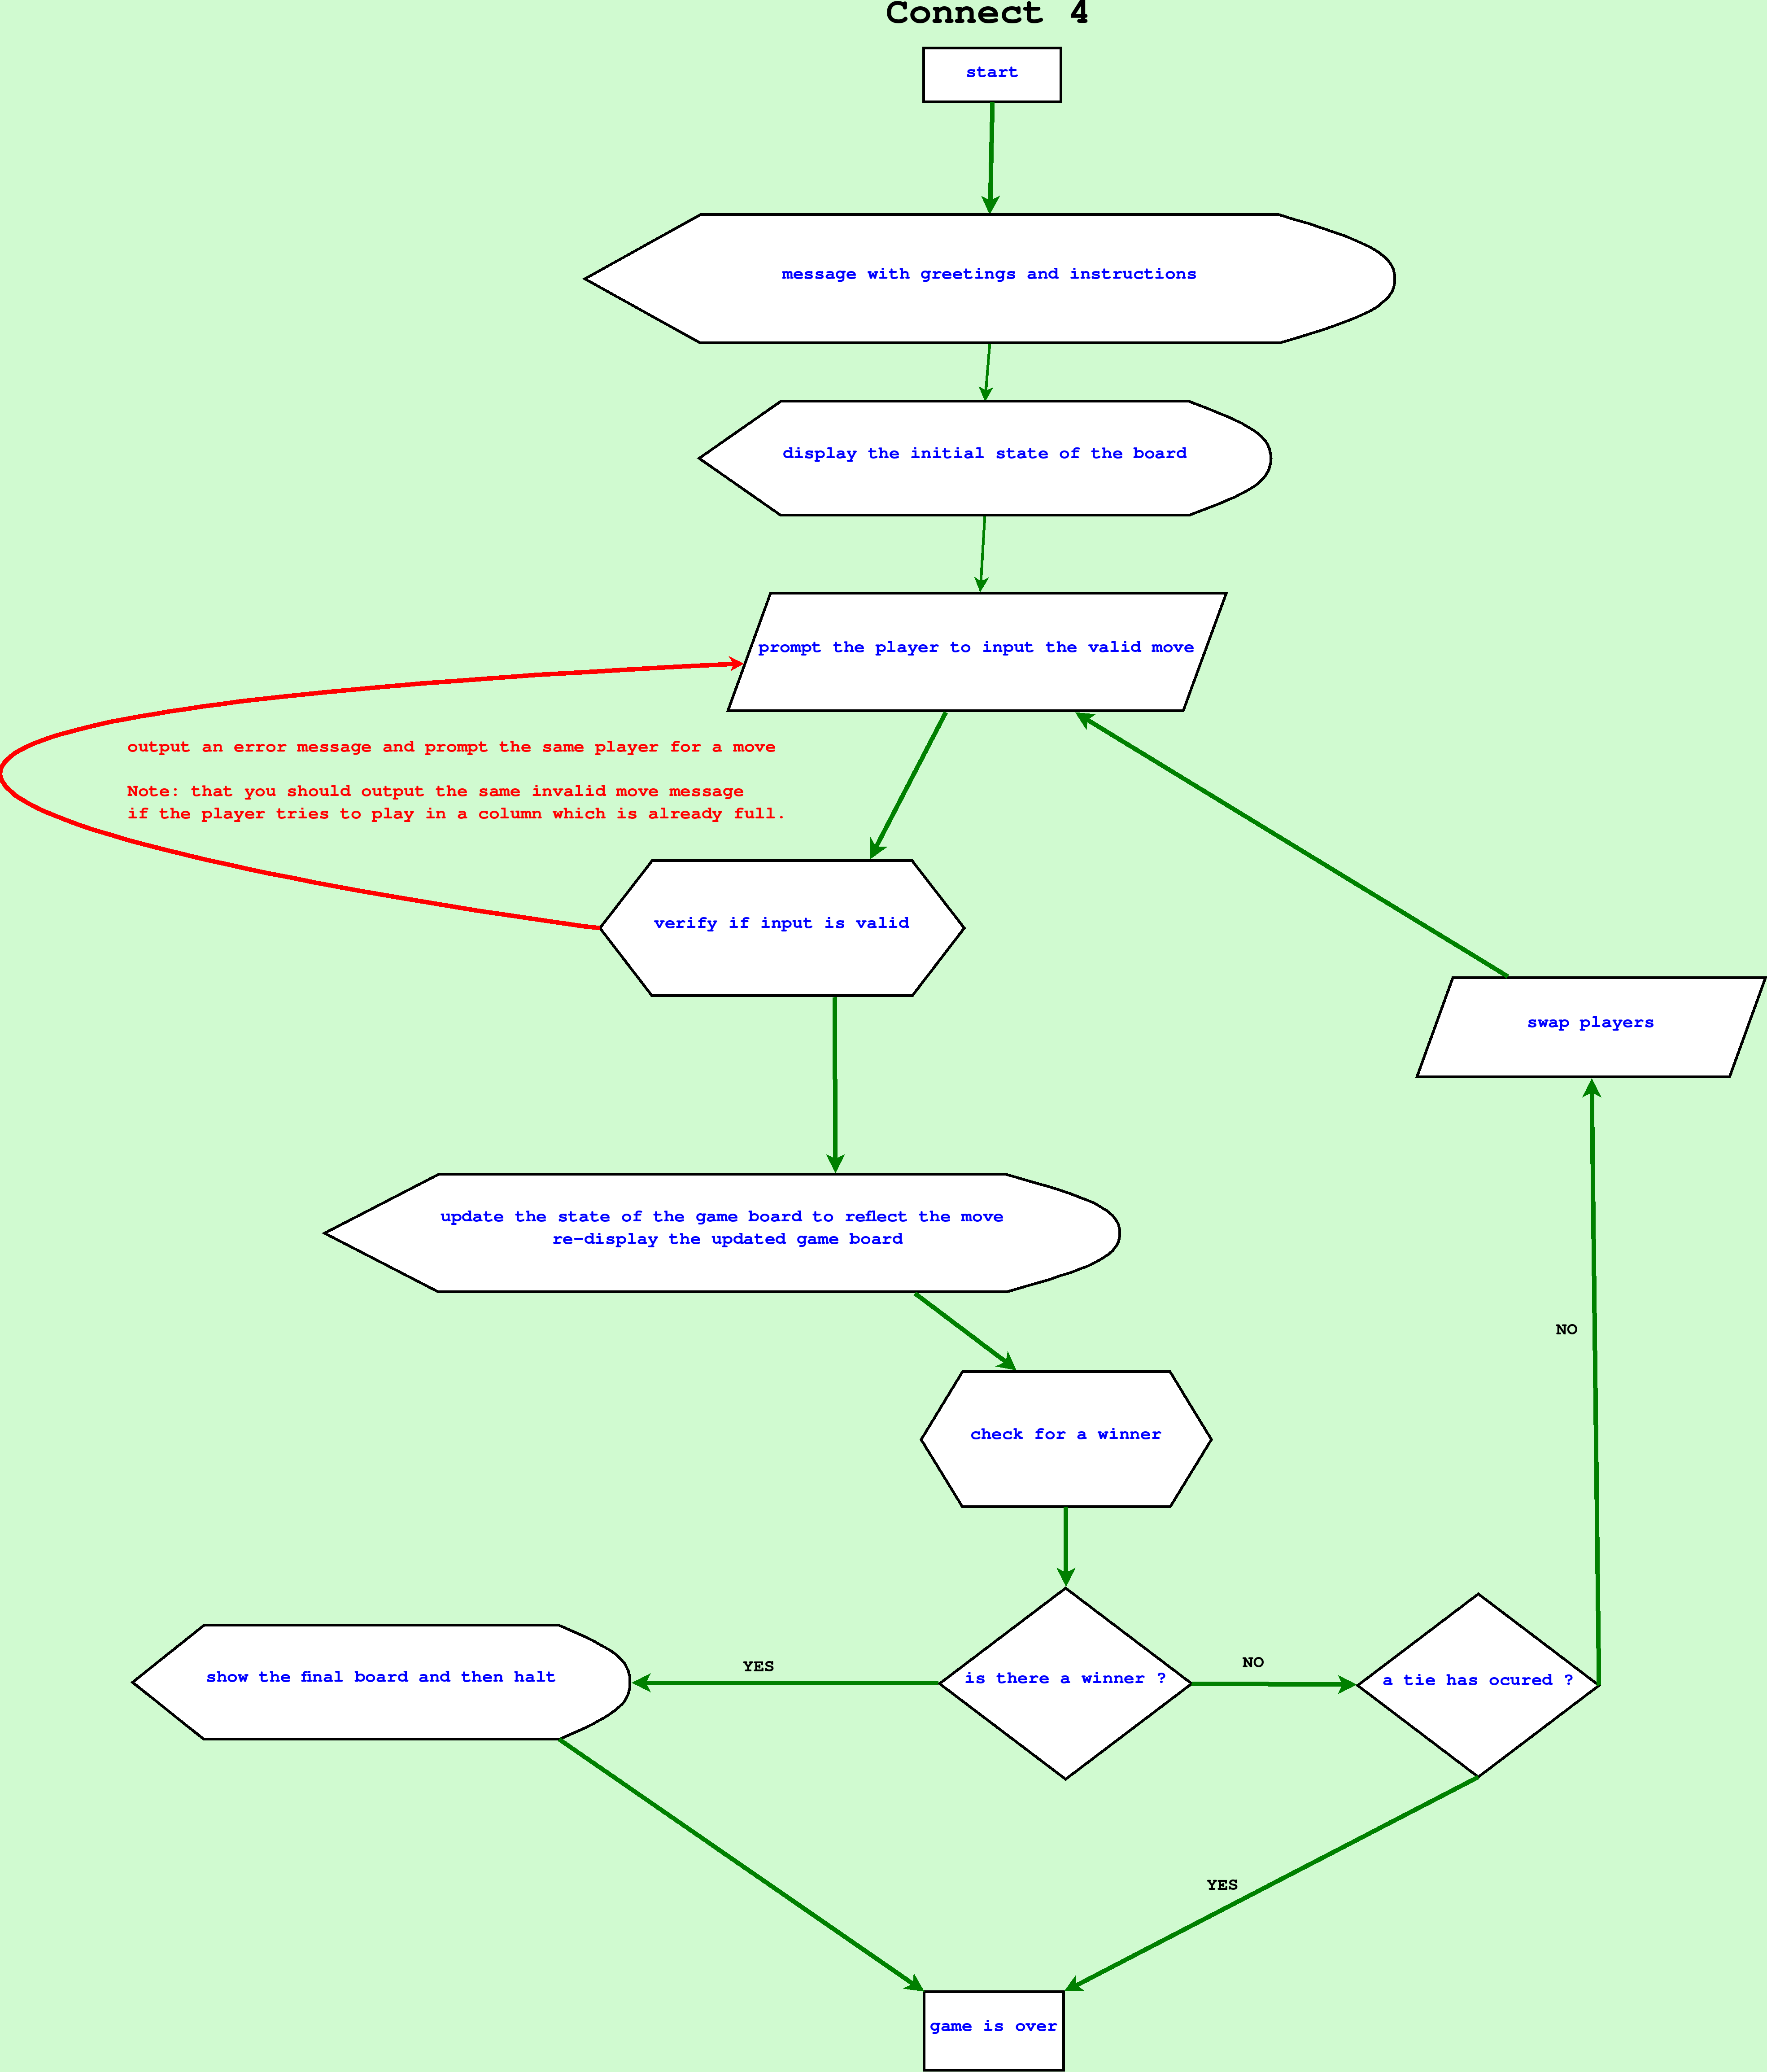 Connect 4
start
message with greetings and instructions
display the initial state of the board
prompt the player to input the valid move
output an error message and prompt the same player for a move
Note: that you should output the same invalid move message
if the player tries to play in a column which is already full.
verify if input is valid
swap players
update the state of the game board to reflect the move
re-display the updated game board
NO
check for a winner
show the final board and then halt
YES
is there a winner ?
NO
a tie has ocured ?
YES
game is over